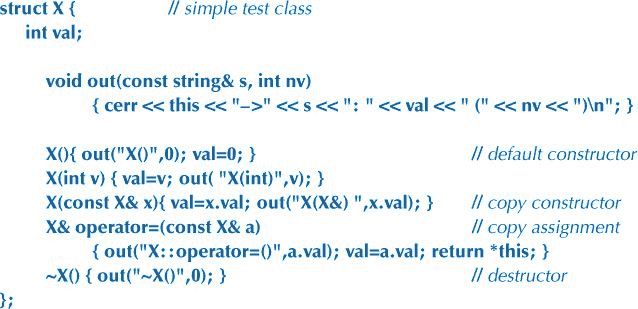 struct X { // simple test class
int val;
void out(const string& s, int nv)
{ cerr << this << "–>" << s << ": " << val << " (" << nv << ")\n"; }
X(){ out("X()",0); val=0; } // default constructor
X(int v) { val=v; out( "X(int)",v); }
X(const X& x){ val=x.val; out("X(X&) ",x.val); } // copy constructor
X& operator=(const X& a) // copy assignment
{ out("X::operator=()",a.val); val=a.val; return *this; }
~X() { out("~X()",0); } // destructor
};